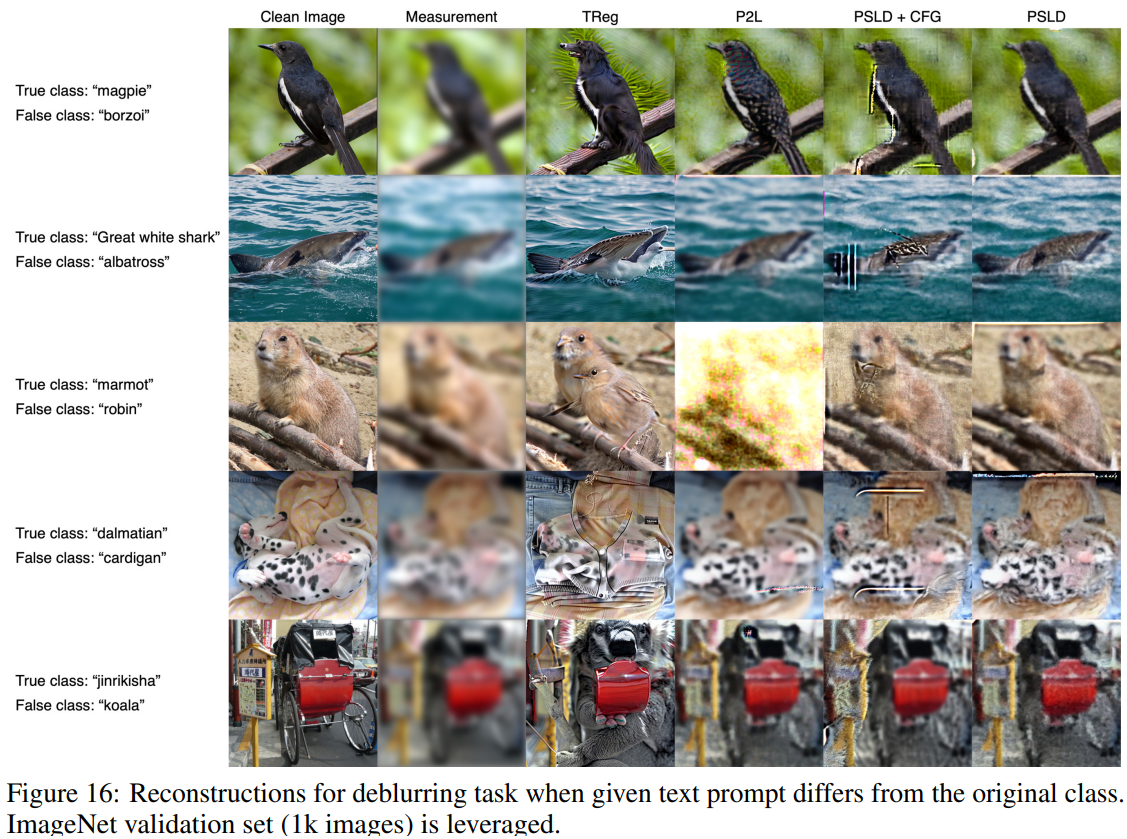 Clean Image Measurement TReg P2L PSLD + CFG PSLD
True class: “magpie”
False class: “borzoi”
True class: “Great white shark”
False class: “albatross”
True class: “marmot”
False class: “robin”
True class: “dalmatian”
False class: “cardigan”
True class: “jinrikisha”
False class: “koala”
Figure 16: Reconstructions for deblurring task when given text prompt differs from the original class.
ImageNet validation set (1k images) is leveraged.